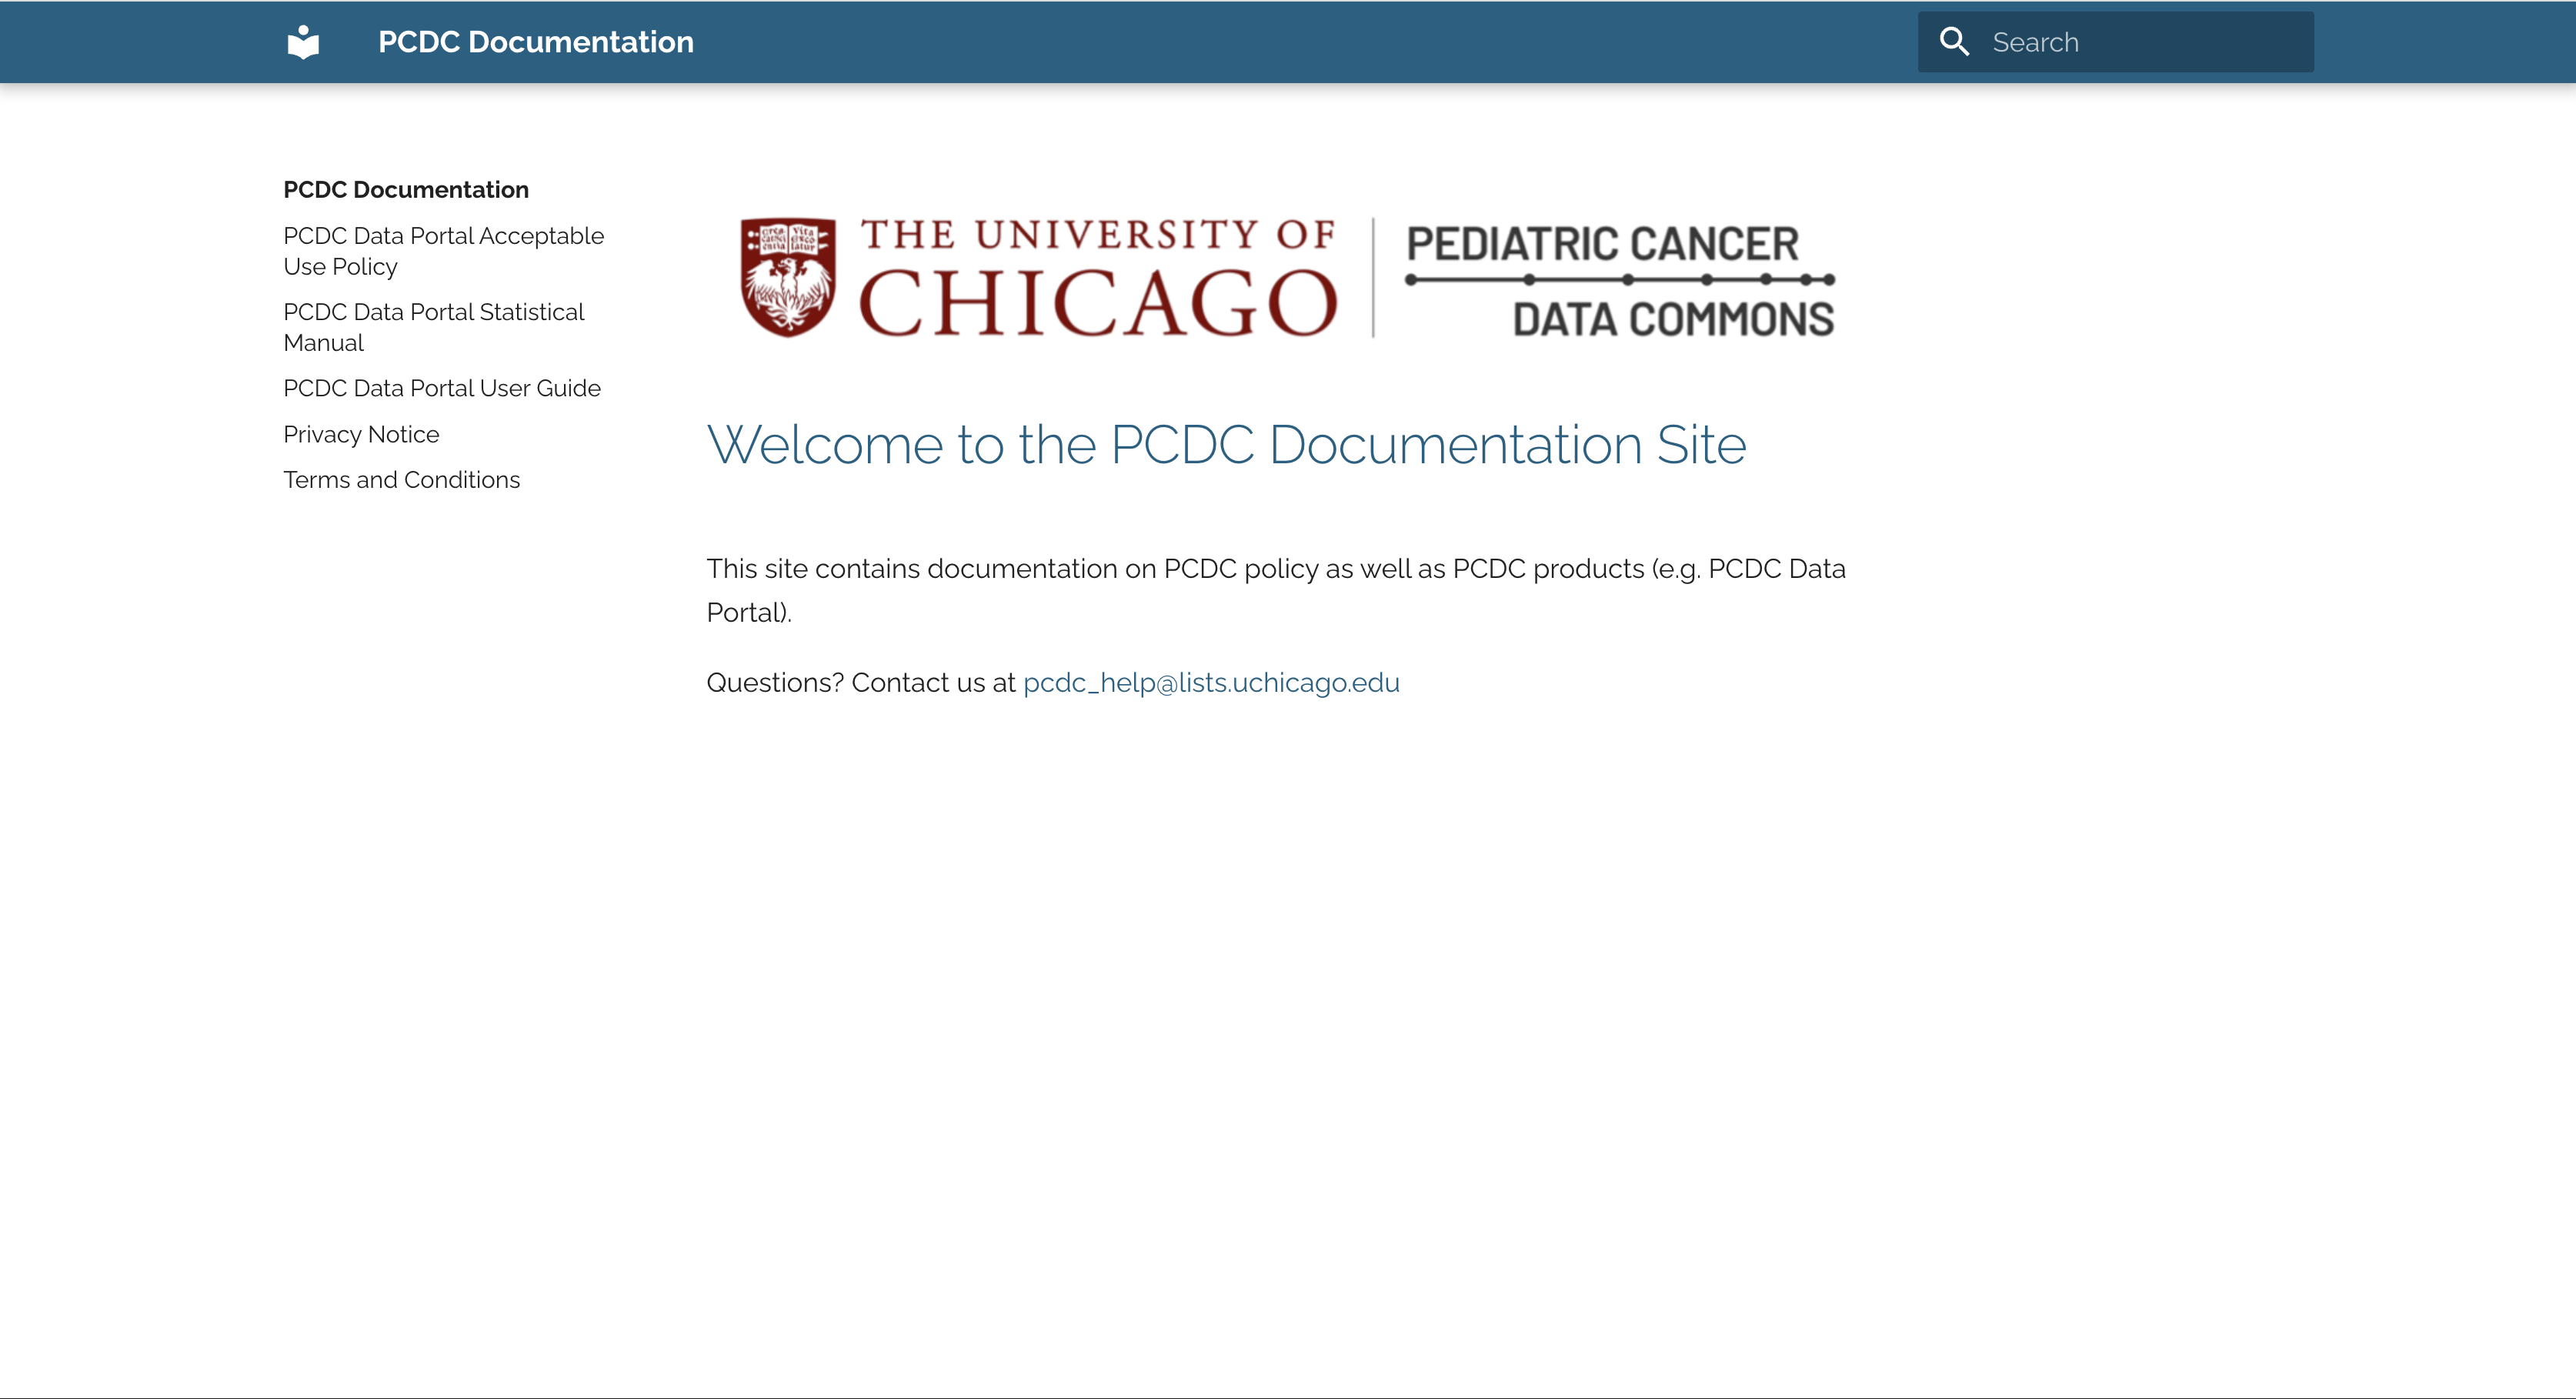 PCDC Documentation
Search
PCDC Documentation
PCDC Data Portal Acceptable
Use Policy
PCDC Data Portal Statistical
Manual
PCDC Data Portal User Guide
Privacy Notice
Terms and Conditions
THE UNIVERSITY OF
CHICAGO
PEDIATRIC CANCER
DATA COMMONS
Welcome to the PCDC Documentation Site
This site contains documentation on PCDC policy as well as PCDC products (e.g. PCDC Data
Portal).
Questions? Contact us at pcdc_help@lists.uchicago.edu